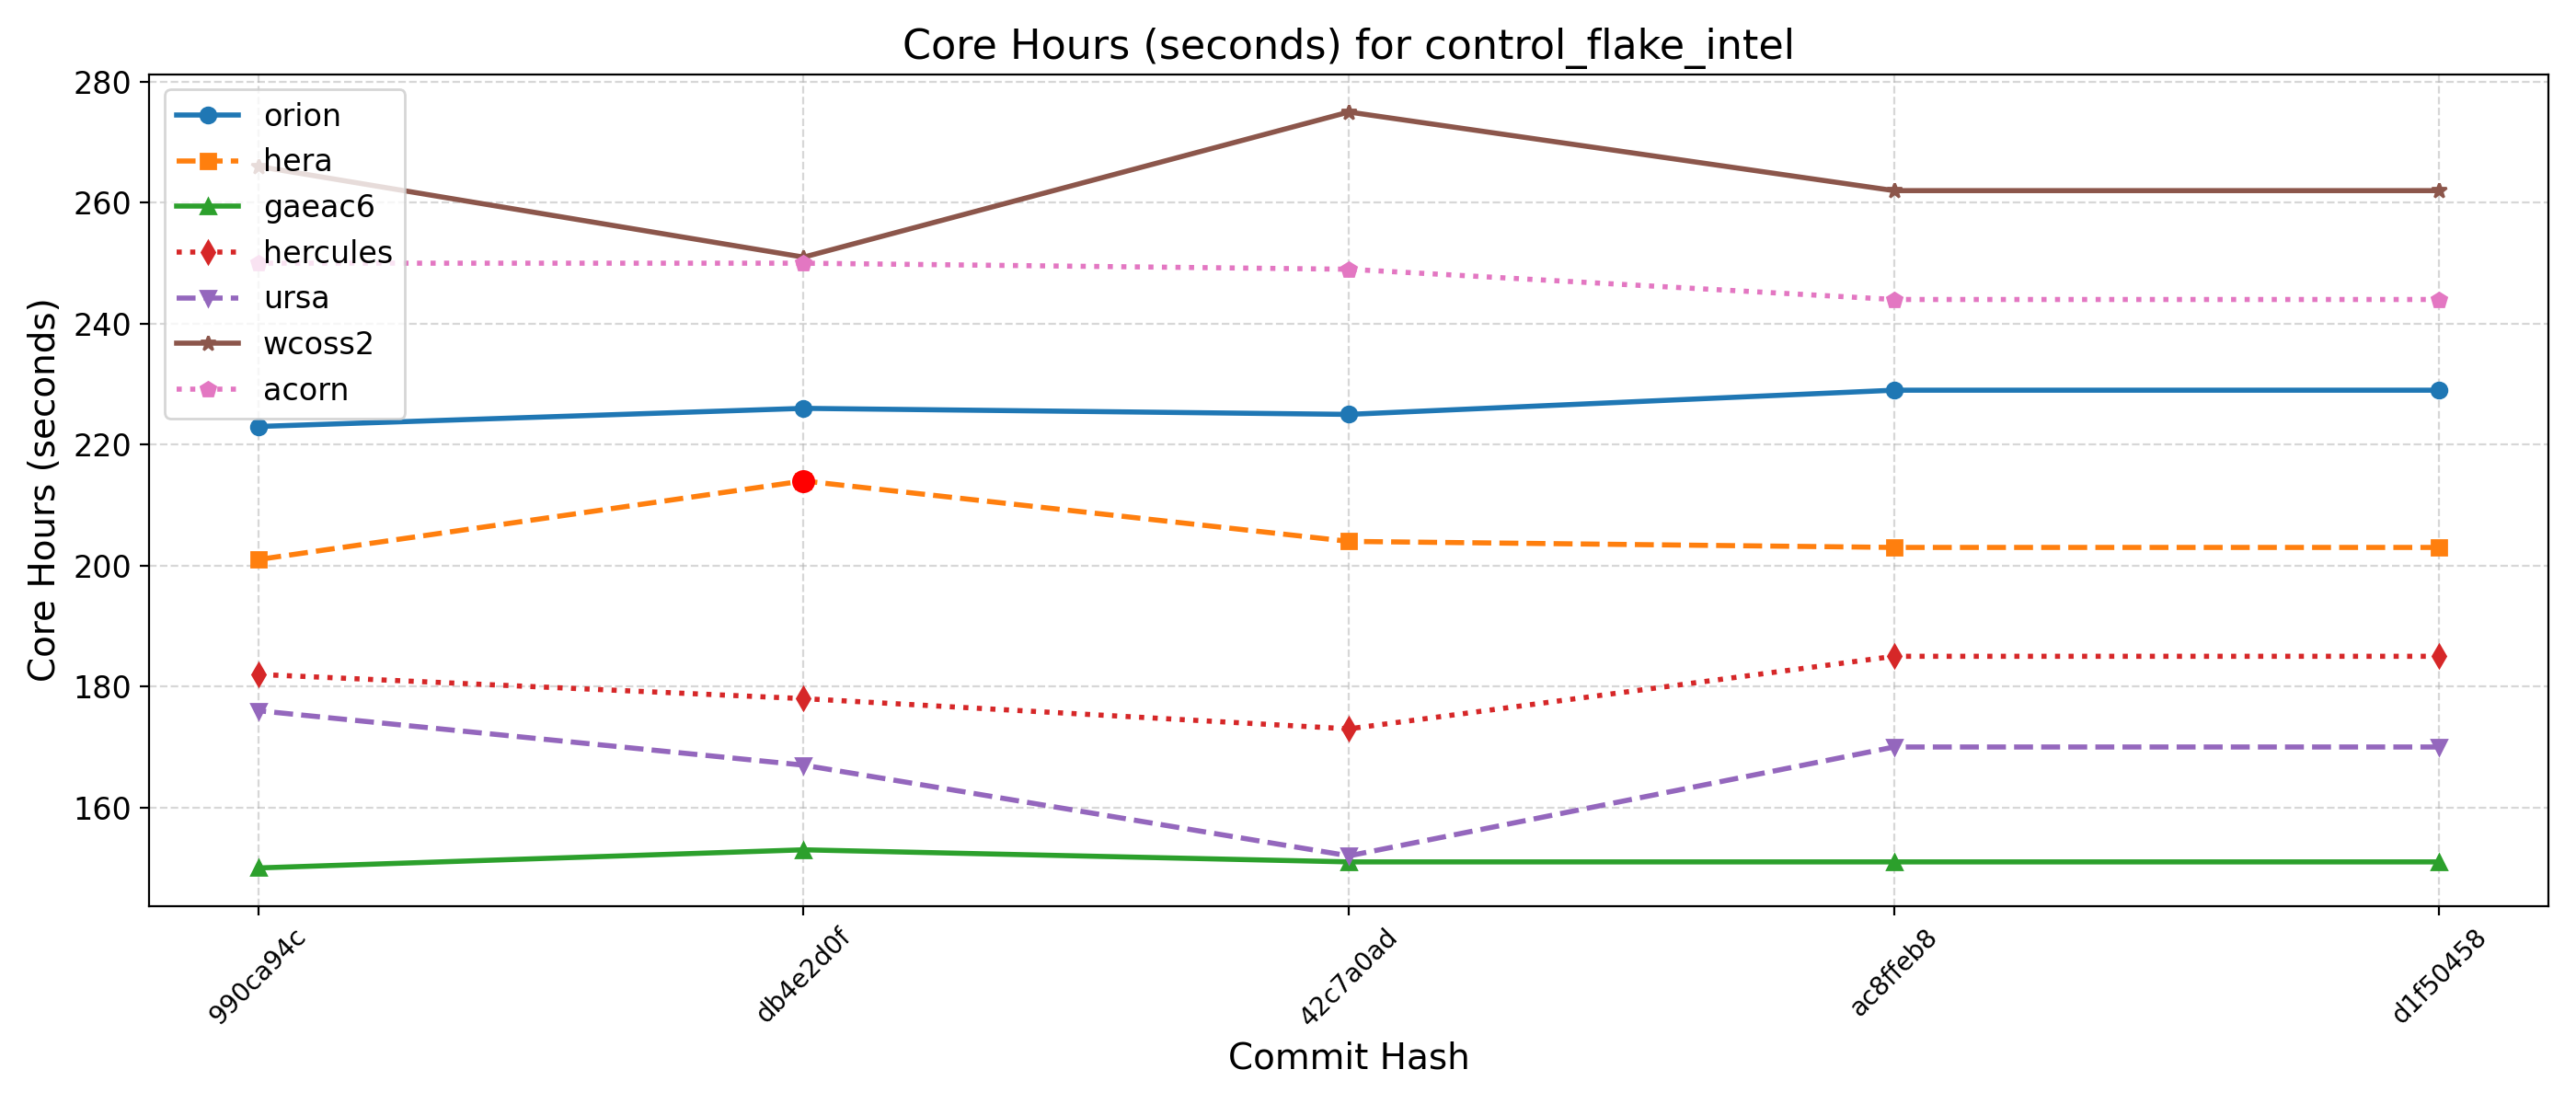 Core Hours (seconds) for control_flake_intel
Core Hours (seconds)
280
260
240
220
200
180
160
orion
hera
gaeac6
hercules
ursa
wcoss2
acorn
990ca94c
db4e2d0f
42c7a0ad
ac8ffeb8
d1f50458
Commit Hash